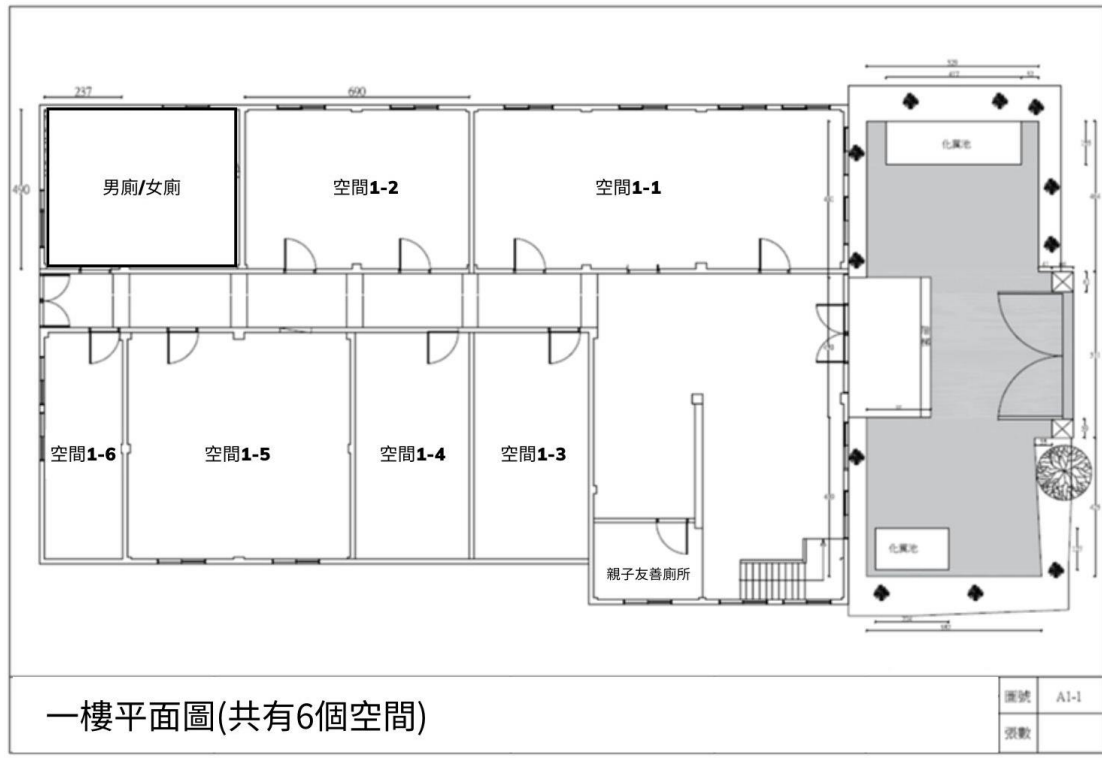 237
690
525
417
52
490
男廁/女廁
空間1-2
空間1-1
化糞池
空間1-6
空間1-5
空間1-4
空間1-3
親子友善廁所
化糞池
一樓平面圖(共有6個空間)
圖號
A1-1
張數